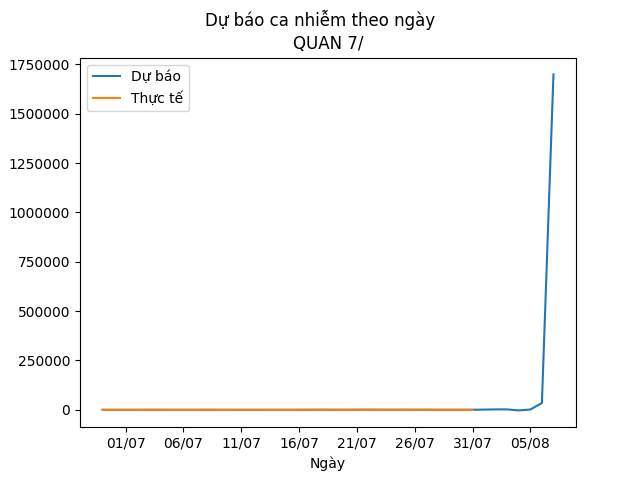 Dự báo ca nhiễm theo ngày
QUAN 7/
Dự báo
Thực tế
1750000
1500000
1250000
1000000
750000
500000
250000
0
01/07 06/07 11/07 16/07 21/07 26/07 31/07 05/08
Ngày